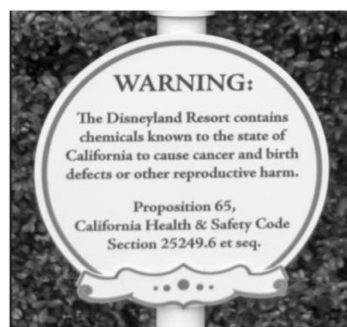 WARNING:
The Disneyland Resort contains
chemicals known to the state of
California to cause cancer and birth
defects or other reproductive harm.
Proposition 65,
California Health & Safety Code
Section 25249.6 et seq.